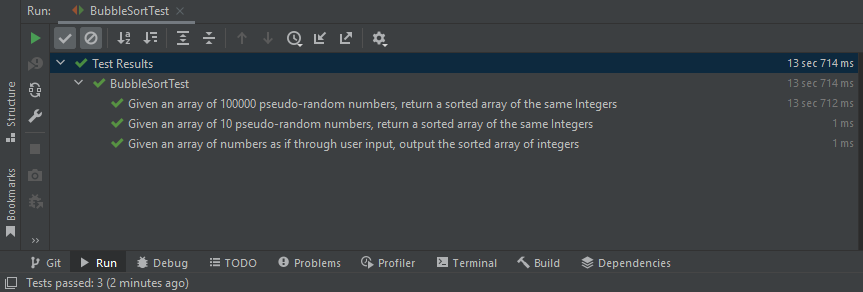 Run: BubbleSortTest
Test Results 13 sec 714 ms
BubbleSortTest 13 sec 714 ms
Given an array of 100000 pseudo-random numbers, return a sorted array of the same Integers 13 sec 712 ms
Given an array of 10 pseudo-random numbers, return a sorted array of the same Integers 1 ms
Given an array of numbers as if through user input, output the sorted array of integers 1 ms
Structure
Bookmarks
Git Run Debug TODO Problems Profiler Terminal Build Dependencies
Tests passed: 3 (2 minutes ago)